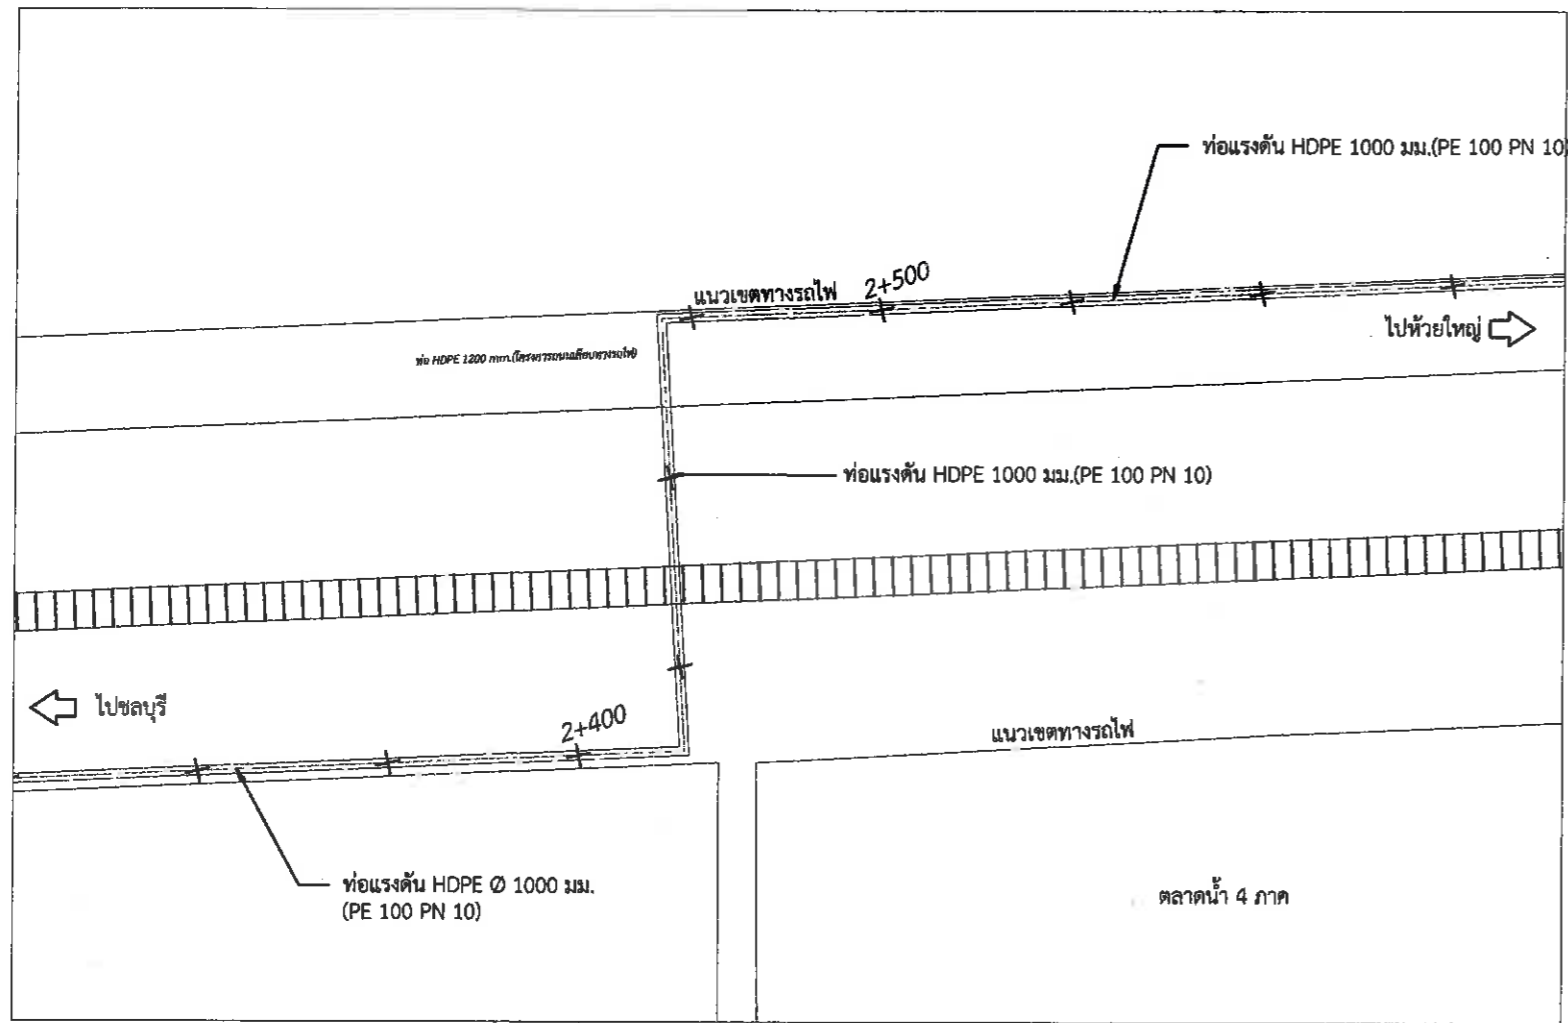 ท่อแรงดัน HDPE 1000 มม.(PE 100 PN 10)
แนวเขตทางรถไฟ
2+500
ไปห้วยใหญ่
ท่อ HDPE 1200 mm.
ท่อแรงดัน HDPE 1000 มม.(PE 100 PN 10)
ไปชลบุรี
2+400
แนวเขตทางรถไฟ
ท่อแรงดัน HDPE Ø 1000 มม.
(PE 100 PN 10)
ตลาดน้ำ 4 ภาค